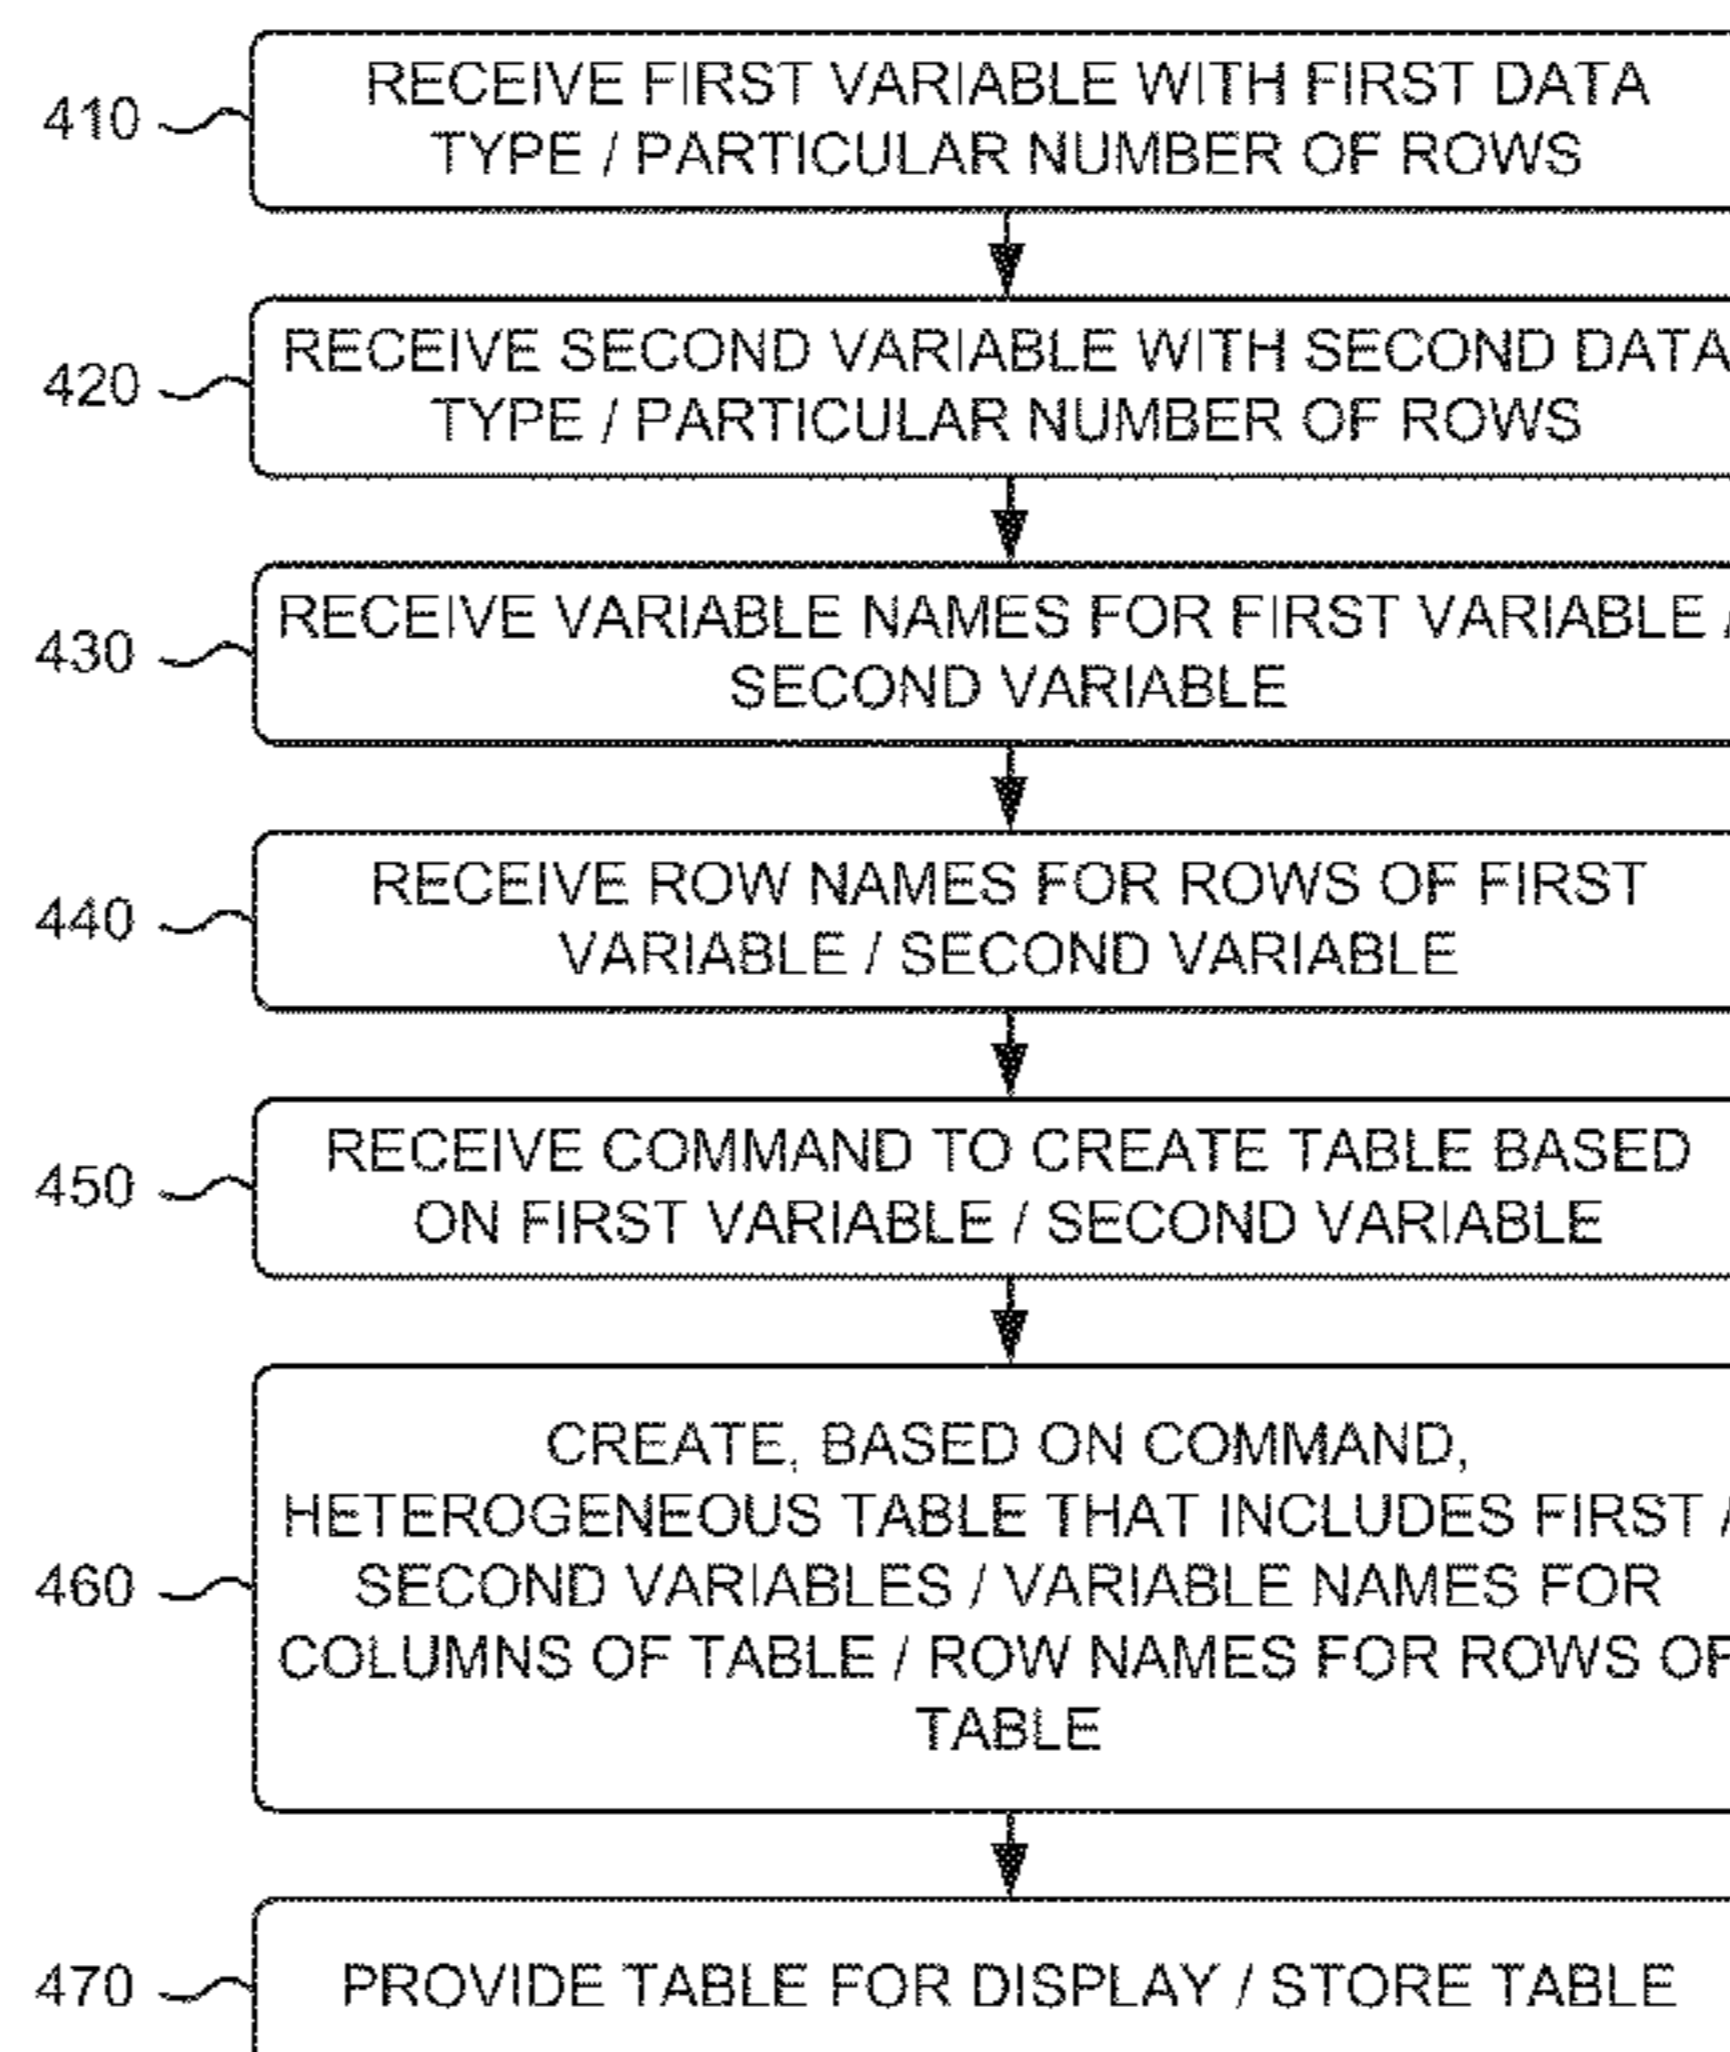 410
RECEIVE FIRST VARIABLE WITH FIRST DATA
TYPE / PARTICULAR NUMBER OF ROWS
420
RECEIVE SECOND VARIABLE WITH SECOND DATA
TYPE / PARTICULAR NUMBER OF ROWS
430
RECEIVE VARIABLE NAMES FOR FIRST VARIABLE /
SECOND VARIABLE
440
RECEIVE ROW NAMES FOR ROWS OF FIRST
VARIABLE / SECOND VARIABLE
450
RECEIVE COMMAND TO CREATE TABLE BASED
ON FIRST VARIABLE / SECOND VARIABLE
460
CREATE, BASED ON COMMAND,
HETEROGENEOUS TABLE THAT INCLUDES FIRST /
SECOND VARIABLES / VARIABLE NAMES FOR
COLUMNS OF TABLE / ROW NAMES FOR ROWS OF
TABLE
470
PROVIDE TABLE FOR DISPLAY / STORE TABLE